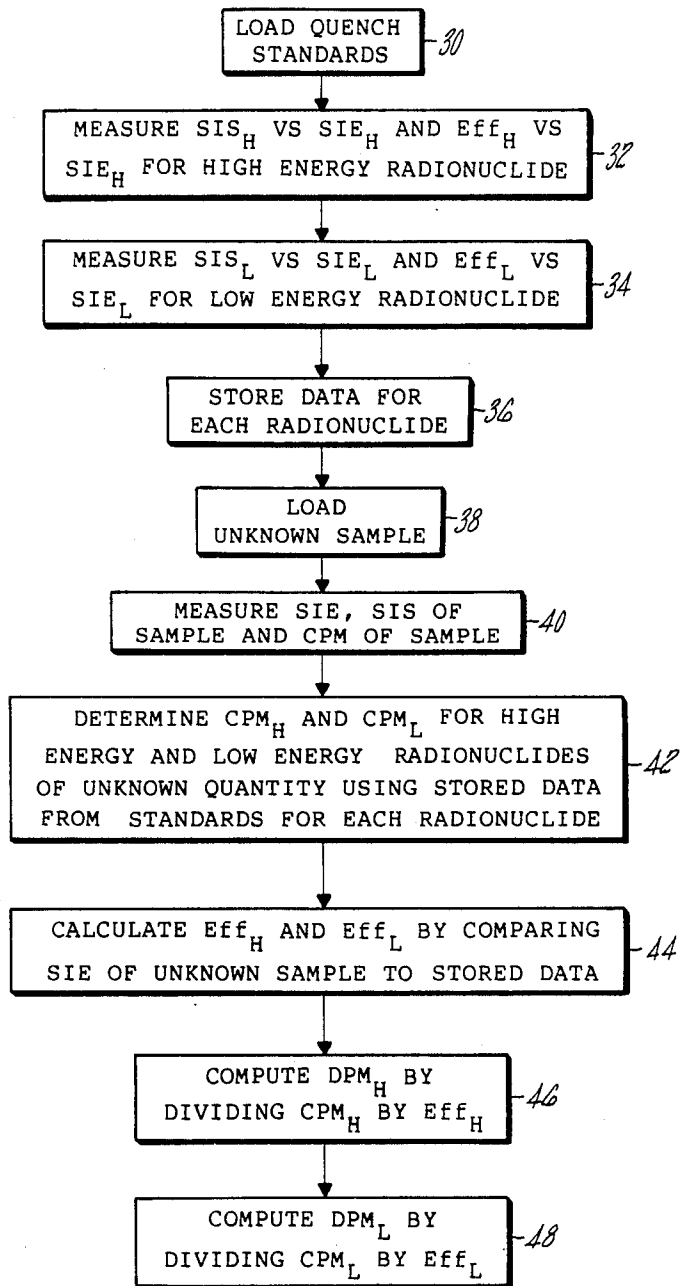 LOAD QUENCH
STANDARDS
30
MEASURE SIS_H VS SIE_H AND Eff_H VS
SIE_H FOR HIGH ENERGY RADIONUCLIDE
32
MEASURE SIS_L VS SIE_L AND Eff_L VS
SIE_L FOR LOW ENERGY RADIONUCLIDE
34
STORE DATA FOR
EACH RADIONUCLIDE
36
LOAD
UNKNOWN SAMPLE
38
MEASURE SIE, SIS OF
SAMPLE AND CPM OF SAMPLE
40
DETERMINE CPM_H AND CPM_L FOR HIGH
ENERGY AND LOW ENERGY RADIONUCLIDES
OF UNKNOWN QUANTITY USING STORED DATA
FROM STANDARDS FOR EACH RADIONUCLIDE
42
CALCULATE Eff_H AND Eff_L BY COMPARING
SIE OF UNKNOWN SAMPLE TO STORED DATA
44
COMPUTE DPM_H BY
DIVIDING CPM_H BY Eff_H
46
COMPUTE DPM_L BY
DIVIDING CPM_L BY Eff_L
48